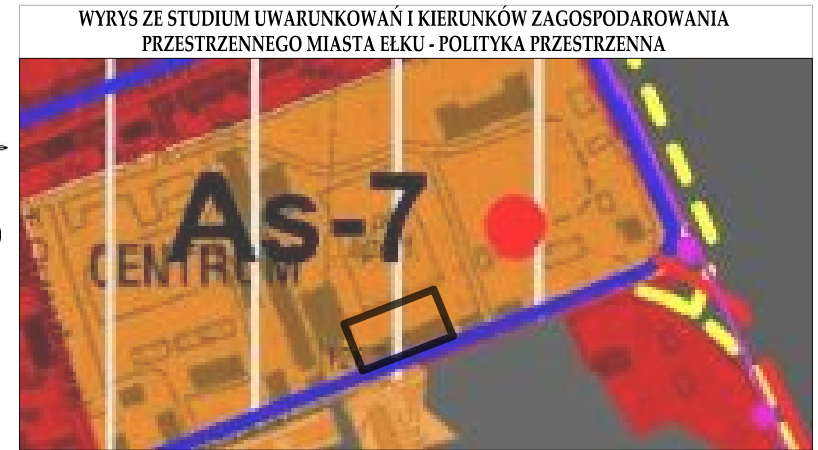 WYRYS ZE STUDIUM UWARUNKOWAŃ I KIERUNKÓW ZAGOSPODAROWANIA
PRZESTRZENNEGO MIASTA EŁKU - POLITYKA PRZESTRZENNA
As-7
CENTRUM